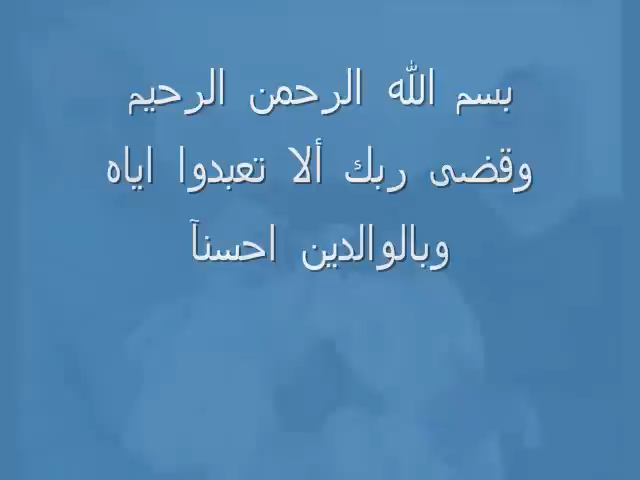 بسم الله الرحمن الرحيم
وقضى ربك ألا تعبدوا اياه
وبالوالدين احسنآ